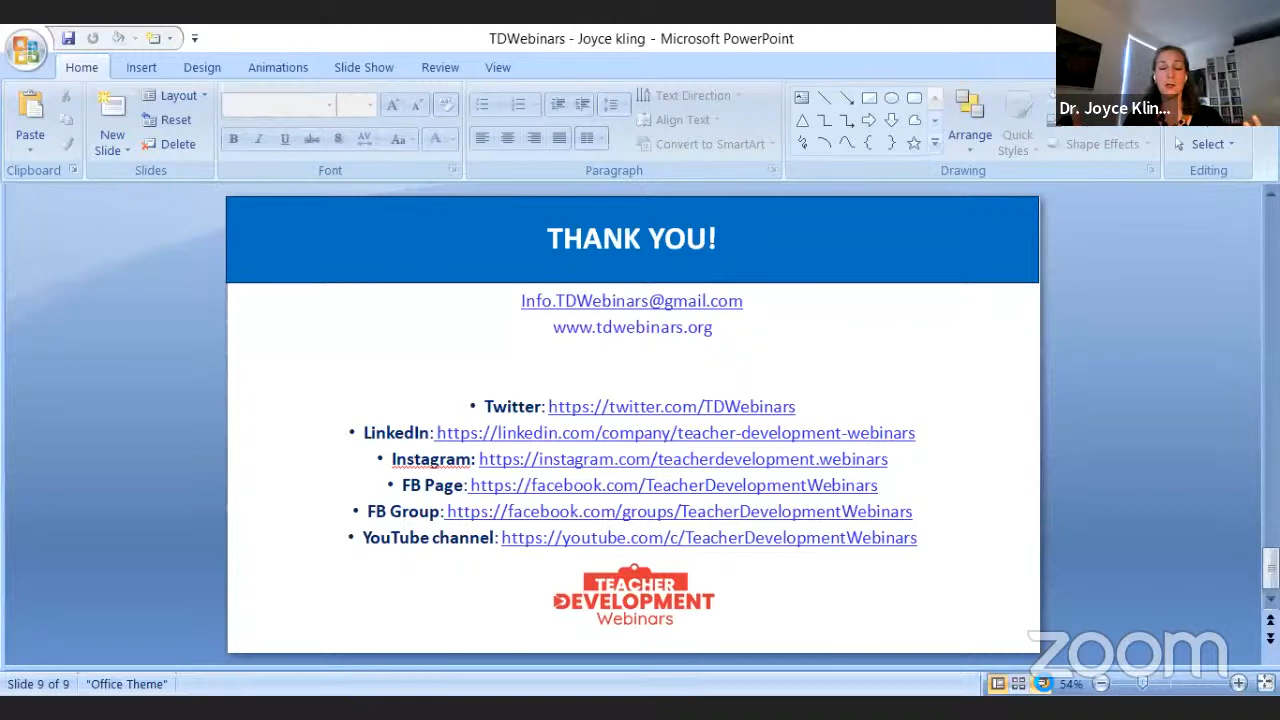 TDWebinars - Joyce kling - Microsoft PowerPoint
Home Insert Design Animations Slide Show Review View
Dr. Joyce Klin...
Paste
New Slide
Layout
Reset
Delete
B I U abc S AV Aa A
Text Direction
Align Text
Convert to SmartArt
Arrange
Quick Styles
Shape Effects
Select
Clipboard Slides Font Paragraph Drawing Editing
THANK YOU!
Info.TDWebinars@gmail.com
www.tdwebinars.org
• Twitter: https://twitter.com/TDWebinars
• LinkedIn: https://linkedin.com/company/teacher-development-webinars
• Instagram: https://instagram.com/teacherdevelopment.webinars
• FB Page: https://facebook.com/TeacherDevelopmentWebinars
• FB Group: https://facebook.com/groups/TeacherDevelopmentWebinars
• YouTube channel: https://youtube.com/c/TeacherDevelopmentWebinars
TEACHER
DEVELOPMENT
Webinars
zoom
Slide 9 of 9 "Office Theme" 54%